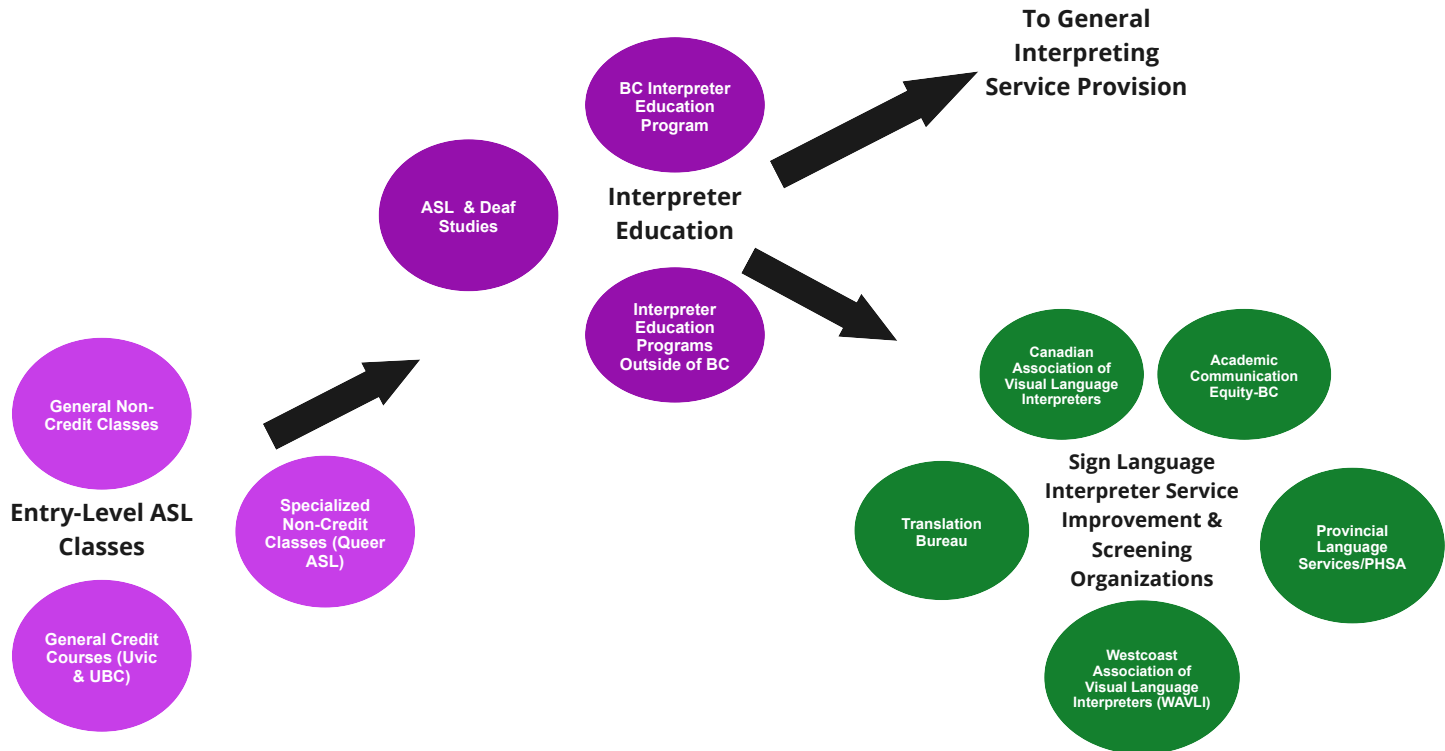 General Non-
Credit Classes
Entry-Level ASL
Classes
General Credit
Courses (Uvic
& UBC)
Specialized
Non-Credit
Classes (Queer
ASL)
ASL & Deaf
Studies
BC Interpreter
Education
Program
Interpreter
Education
Interpreter
Education
Programs
Outside of BC
To General
Interpreting
Service Provision
Canadian
Association of
Visual Language
Interpreters
Academic
Communication
Equity-BC
Sign Language
Interpreter Service
Improvement &
Screening
Organizations
Translation
Bureau
Provincial
Language
Services/PHSA
Westcoast
Association of
Visual Language
Interpreters (WAVLI)